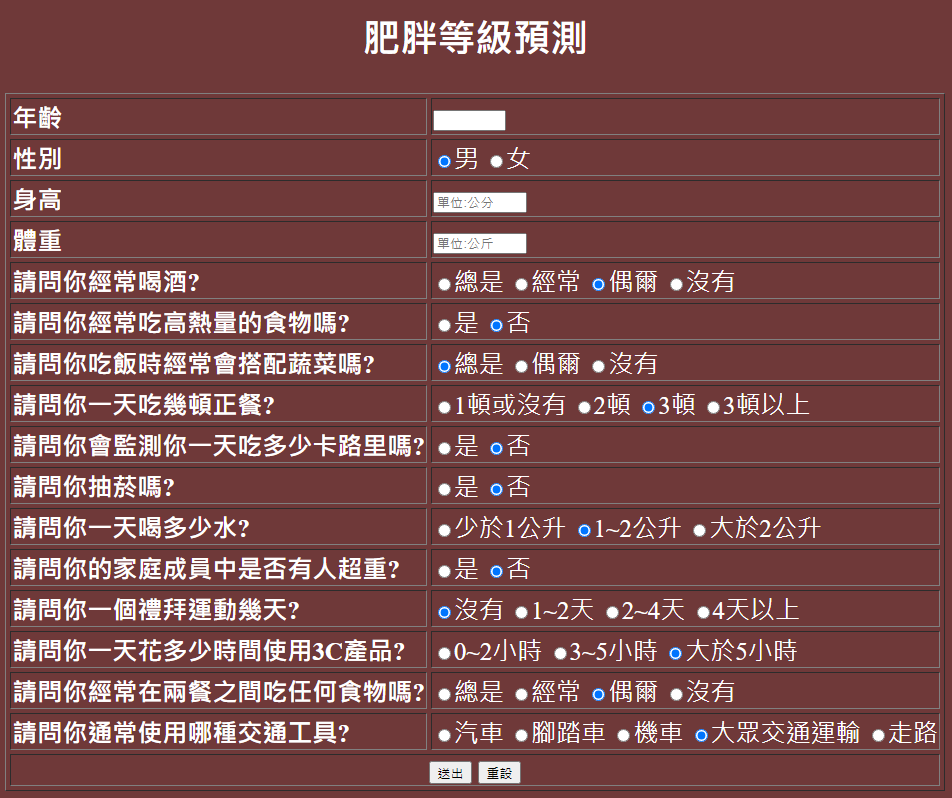 肥胖等級預測
年齡
性別 男 女
身高 單位:公分
體重 單位:公斤
請問你經常喝酒? 總是 經常 偶爾 沒有
請問你經常吃高熱量的食物嗎? 是 否
請問你吃飯時經常會搭配蔬菜嗎? 總是 偶爾 沒有
請問你一天吃幾頓正餐? 1頓或沒有 2頓 3頓 3頓以上
請問你會監測你一天吃多少卡路里嗎? 是 否
請問你抽菸嗎? 是 否
請問你一天喝多少水? 少於1公升 1~2公升 大於2公升
請問你的家庭成員中是否有人超重? 是 否
請問你一個禮拜運動幾天? 沒有 1~2天 2~4天 4天以上
請問你一天花多少時間使用3C產品? 0~2小時 3~5小時 大於5小時
請問你經常在兩餐之間吃任何食物嗎? 總是 經常 偶爾 沒有
請問你通常使用哪種交通工具? 汽車 腳踏車 機車 大眾交通運輸 走路
送出 重設